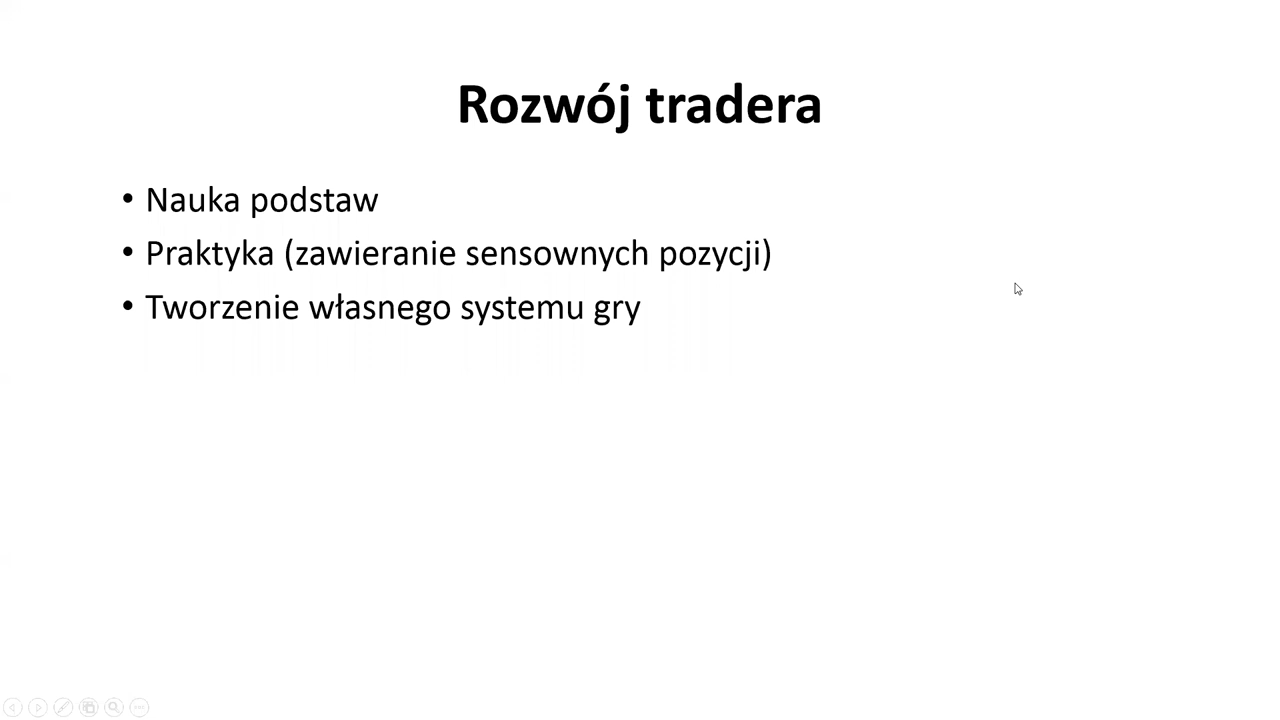 Rozwój tradera
• Nauka podstaw
• Praktyka (zawieranie sensownych pozycji)
• Tworzenie własnego systemu gry